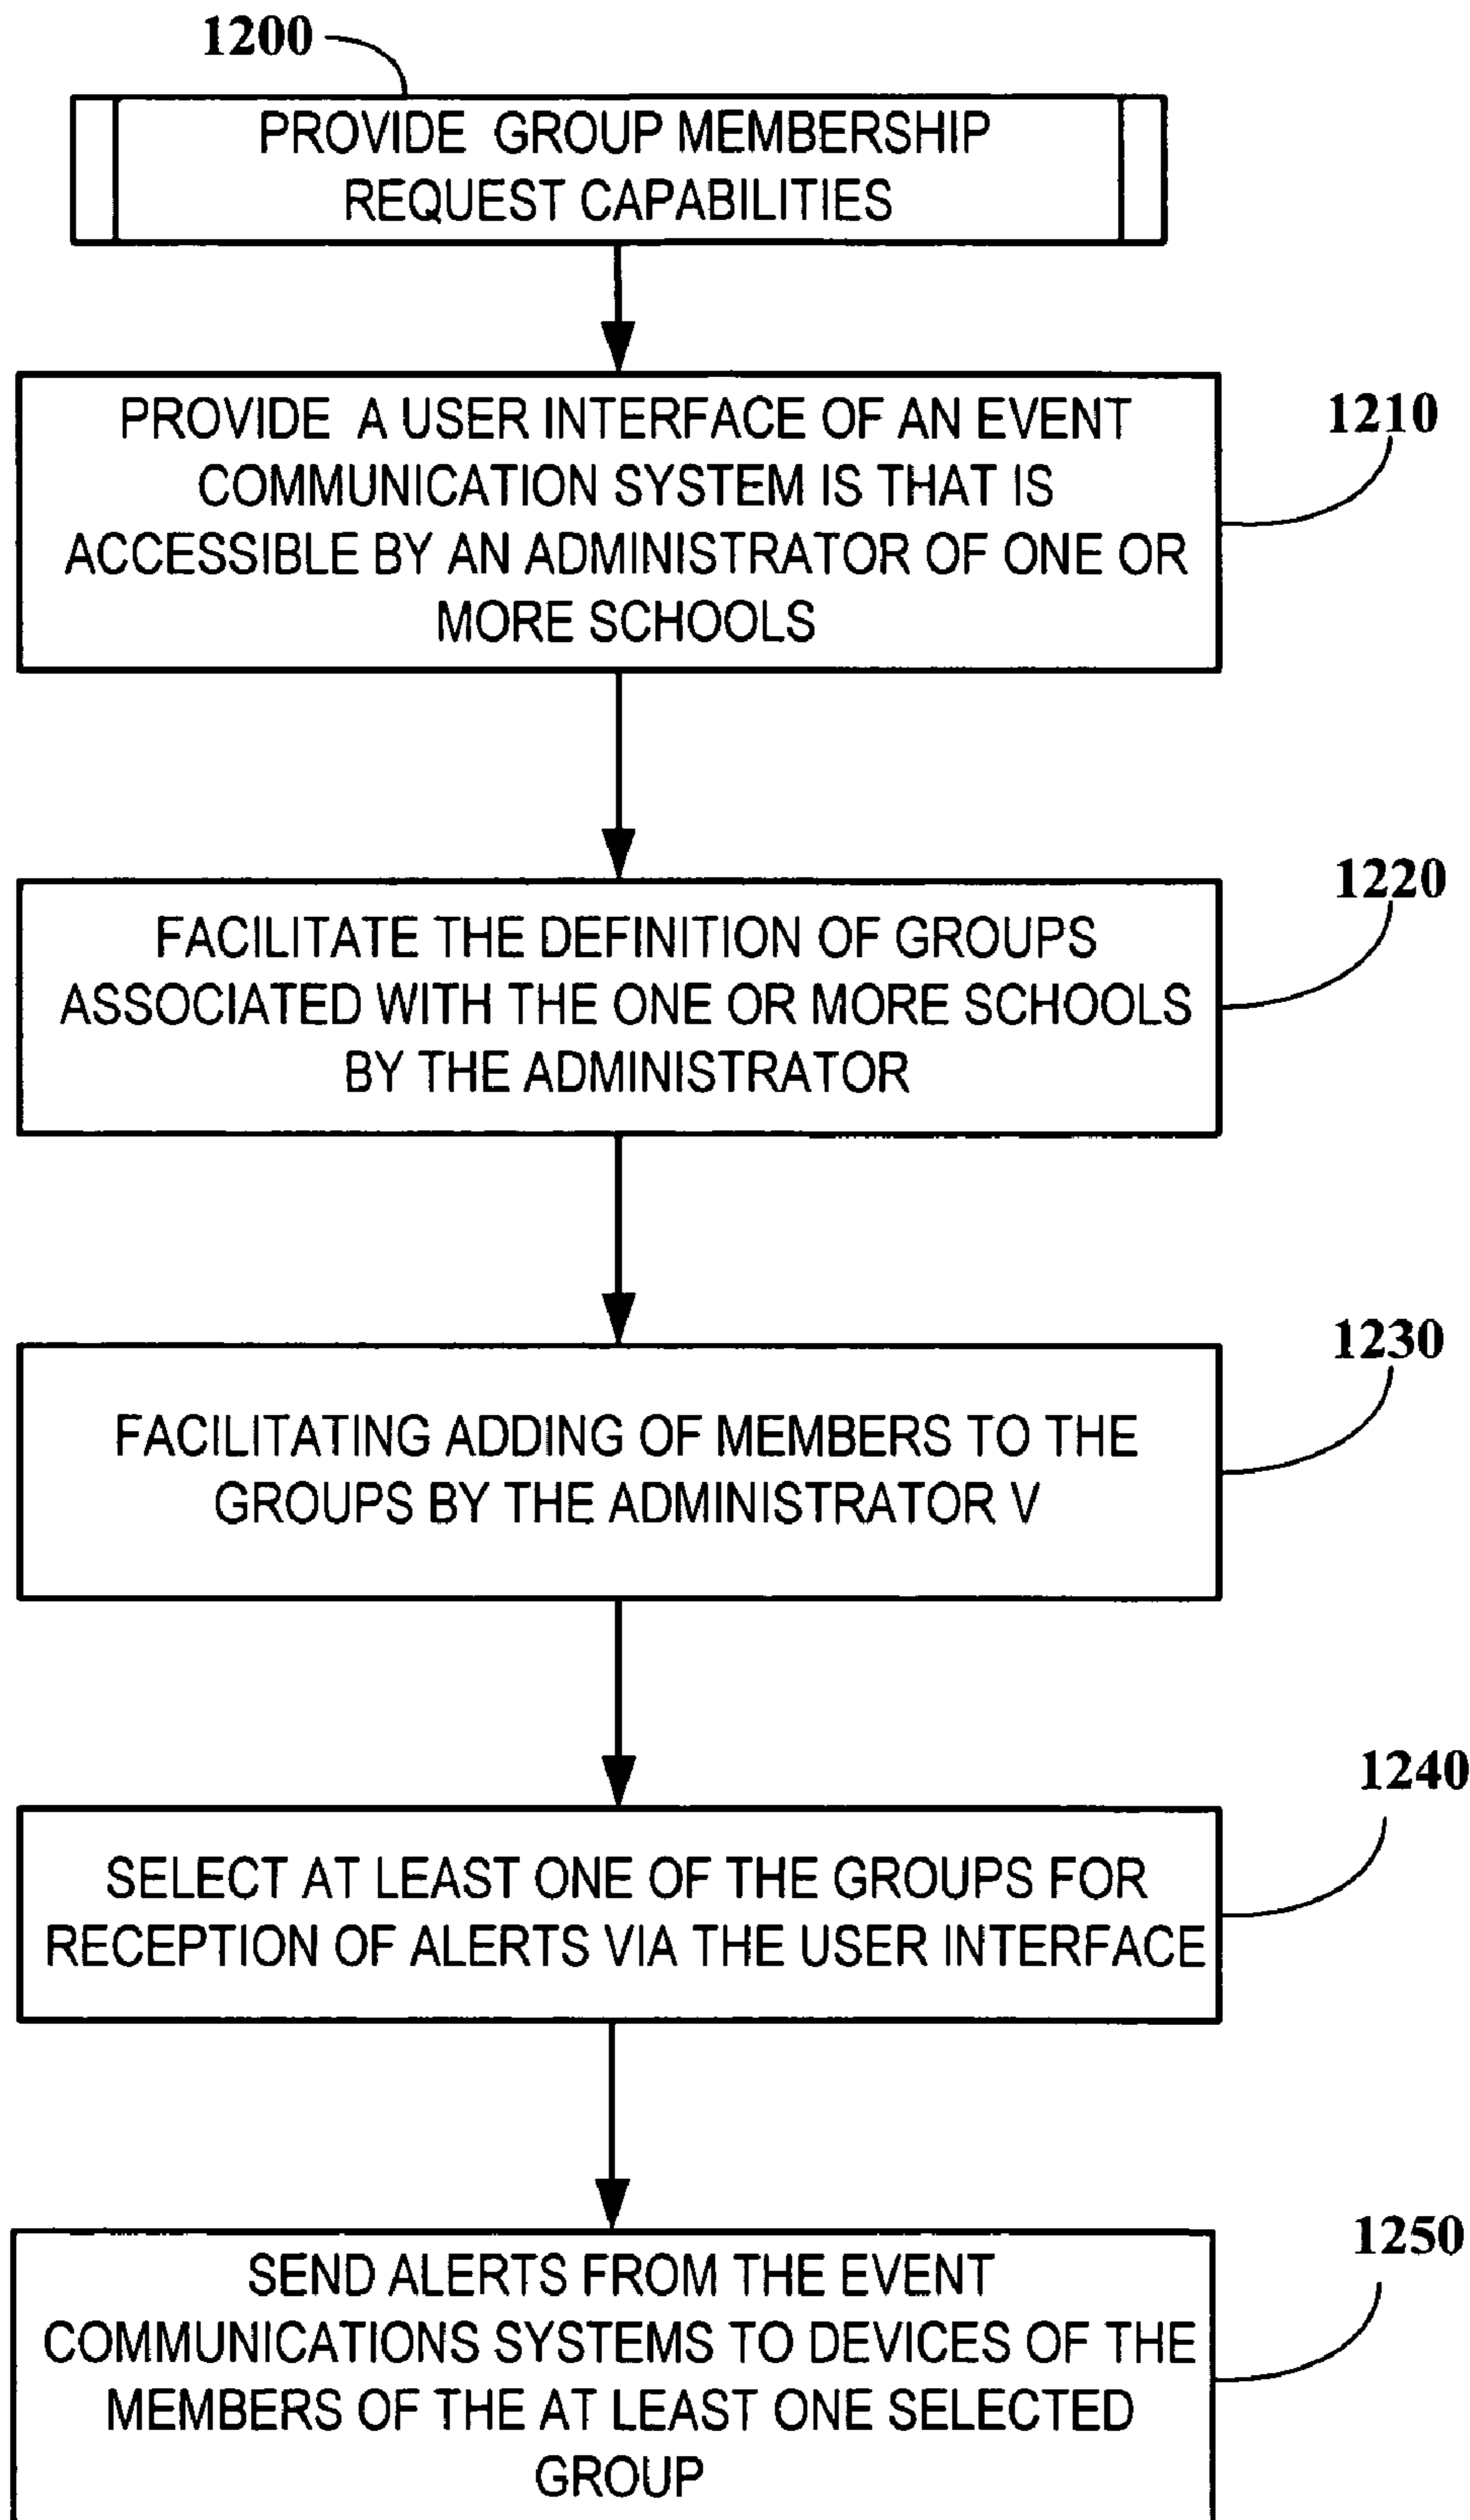 1200
PROVIDE GROUP MEMBERSHIP
REQUEST CAPABILITIES
PROVIDE A USER INTERFACE OF AN EVENT
COMMUNICATION SYSTEM IS THAT IS
ACCESSIBLE BY AN ADMINISTRATOR OF ONE OR
MORE SCHOOLS
1210
FACILITATE THE DEFINITION OF GROUPS
ASSOCIATED WITH THE ONE OR MORE SCHOOLS
BY THE ADMINISTRATOR
1220
FACILITATING ADDING OF MEMBERS TO THE
GROUPS BY THE ADMINISTRATOR V
1230
SELECT AT LEAST ONE OF THE GROUPS FOR
RECEPTION OF ALERTS VIA THE USER INTERFACE
1240
SEND ALERTS FROM THE EVENT
COMMUNICATIONS SYSTEMS TO DEVICES OF THE
MEMBERS OF THE AT LEAST ONE SELECTED
GROUP
1250